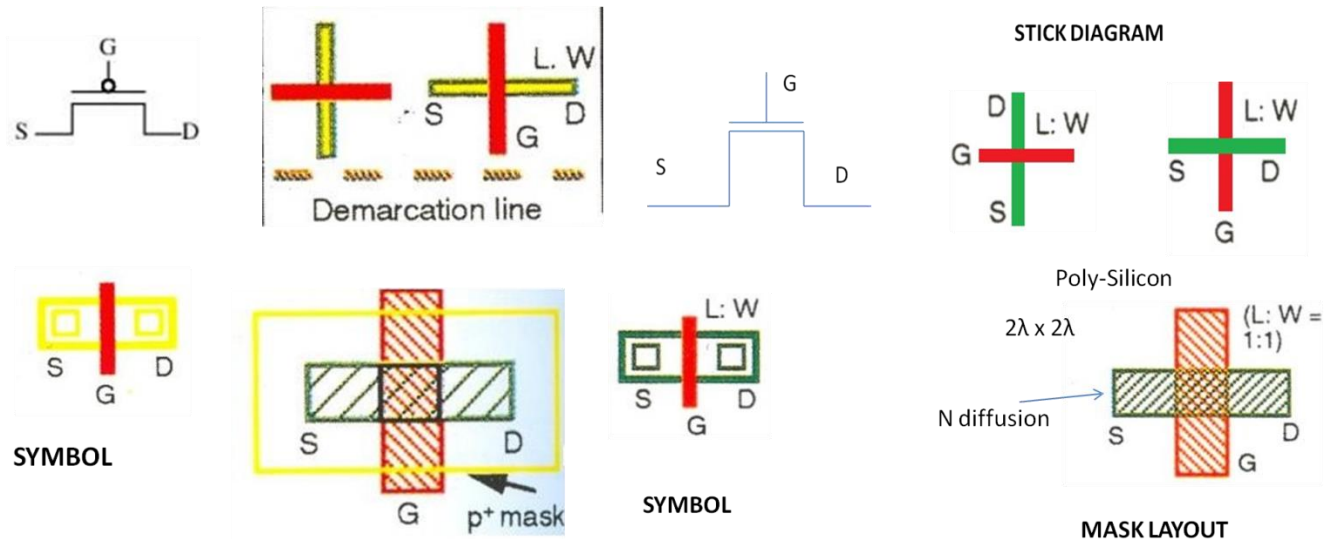 G
S
D
L: W
S
D
G
Demarcation line
G
S
D
STICK DIAGRAM
D
L: W
G
S
L: W
S
D
G
S
D
G
SYMBOL
S
D
G
p+ mask
L: W
S
D
G
SYMBOL
Poly-Silicon
2λ x 2λ
(L: W =
1:1)
N diffusion
S
D
G
MASK LAYOUT